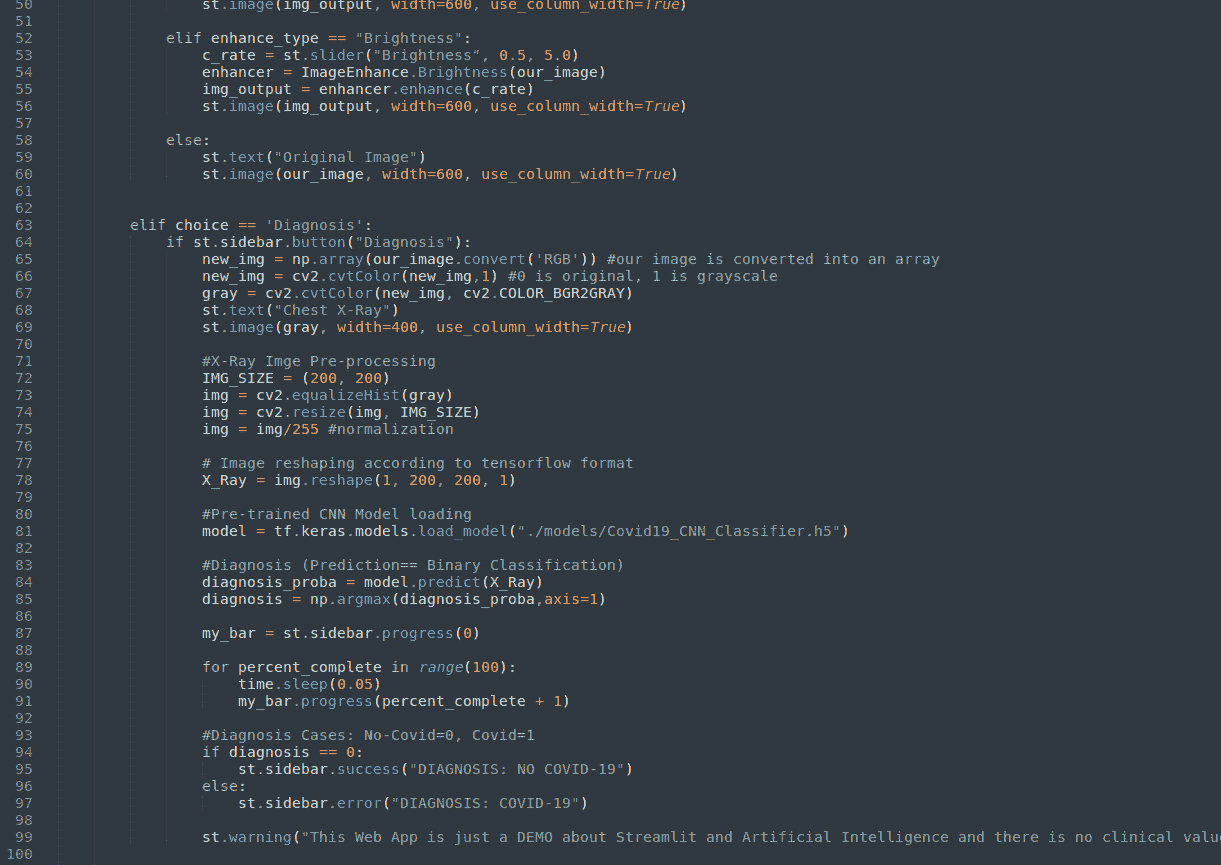 50 st.image(img_output, width=600, use_column_width=True)
51
52 elif enhance_type == "Brightness":
53 c_rate = st.slider("Brightness", 0.5, 5.0)
54 enhancer = ImageEnhance.Brightness(our_image)
55 img_output = enhancer.enhance(c_rate)
56 st.image(img_output, width=600, use_column_width=True)
57
58 else:
59 st.text("Original Image")
60 st.image(our_image, width=600, use_column_width=True)
61
62
63 elif choice == 'Diagnosis':
64 if st.sidebar.button("Diagnosis"):
65 new_img = np.array(our_image.convert('RGB')) #our image is converted into an array
66 new_img = cv2.cvtColor(new_img,1) #0 is original, 1 is grayscale
67 gray = cv2.cvtColor(new_img, cv2.COLOR_BGR2GRAY)
68 st.text("Chest X-Ray")
69 st.image(gray, width=400, use_column_width=True)
70
71 #X-Ray Imge Pre-processing
72 IMG_SIZE = (200, 200)
73 img = cv2.equalizeHist(gray)
74 img = cv2.resize(img, IMG_SIZE)
75 img = img/255 #normalization
76
77 # Image reshaping according to tensorflow format
78 X_Ray = img.reshape(1, 200, 200, 1)
79
80 #Pre-trained CNN Model loading
81 model = tf.keras.models.load_model("./models/Covid19_CNN_Classifier.h5")
82
83 #Diagnosis (Prediction== Binary Classification)
84 diagnosis_proba = model.predict(X_Ray)
85 diagnosis = np.argmax(diagnosis_proba,axis=1)
86
87 my_bar = st.sidebar.progress(0)
88
89 for percent_complete in range(100):
90 time.sleep(0.05)
91 my_bar.progress(percent_complete + 1)
92
93 #Diagnosis Cases: No-Covid=0, Covid=1
94 if diagnosis == 0:
95 st.sidebar.success("DIAGNOSIS: NO COVID-19")
96 else:
97 st.sidebar.error("DIAGNOSIS: COVID-19")
98
99 st.warning("This Web App is just a DEMO about Streamlit and Artificial Intelligence and there is no clinical valu
100